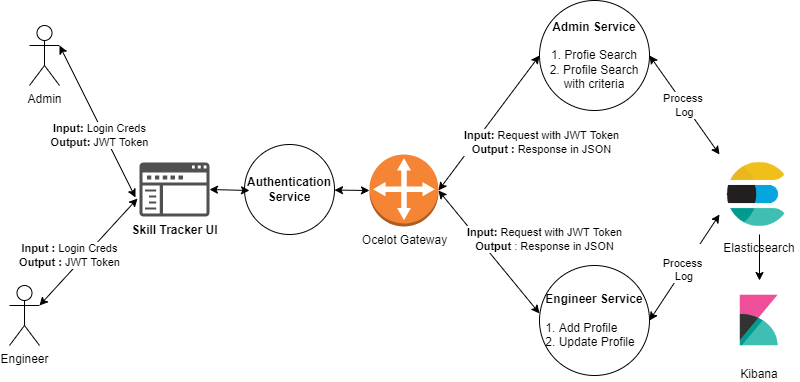 Admin
Input: Login Creds
Output: JWT Token
Skill Tracker UI
Input : Login Creds
Output : JWT Token
Engineer
Authentication
Service
Ocelot Gateway
Admin Service
1. Profie Search
2. Profile Search
with criteria
Input: Request with JWT Token
Output : Response in JSON
Input: Request with JWT Token
Output : Response in JSON
Engineer Service
1. Add Profile
2. Update Profile
Process
Log
Process
Log
Elasticsearch
Kibana